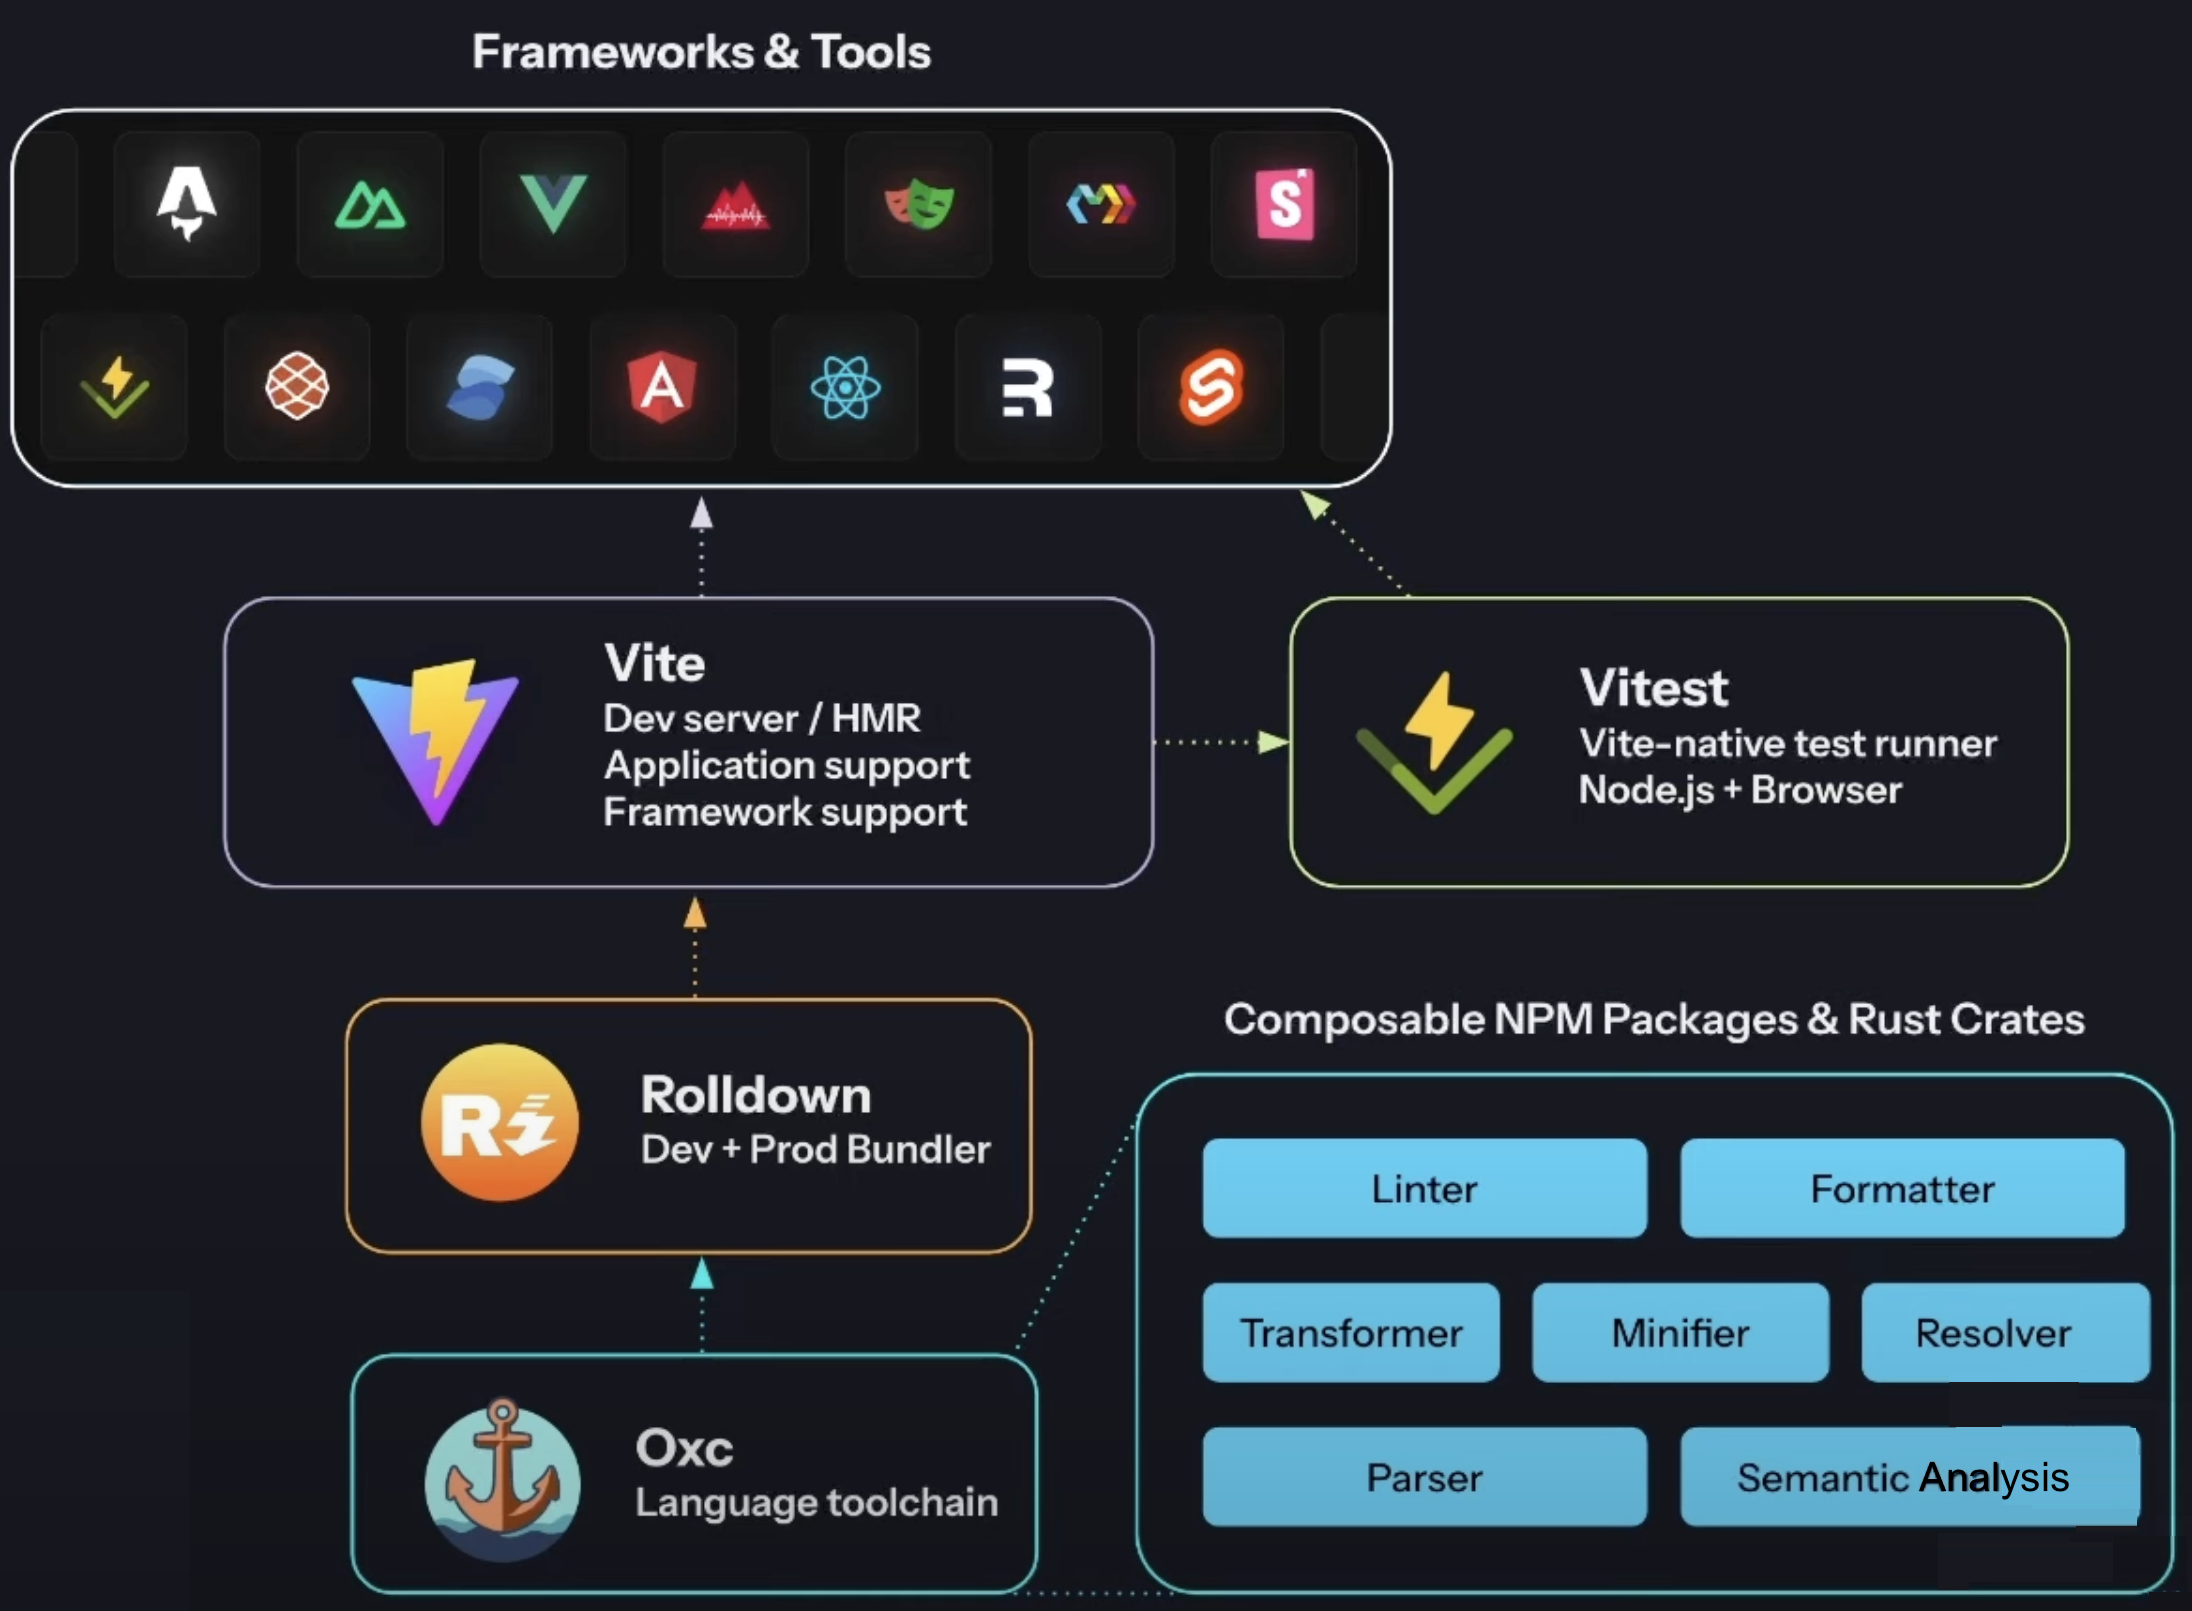 Frameworks & Tools
S
A
R
S
Vite
Dev server / HMR
Application support
Framework support
Vitest
Vite-native test runner
Node.js + Browser
Rolldown
Dev + Prod Bundler
R
Composable NPM Packages & Rust Crates
Linter
Formatter
Transformer
Minifier
Resolver
Parser
Semantic Analysis
Oxc
Language toolchain